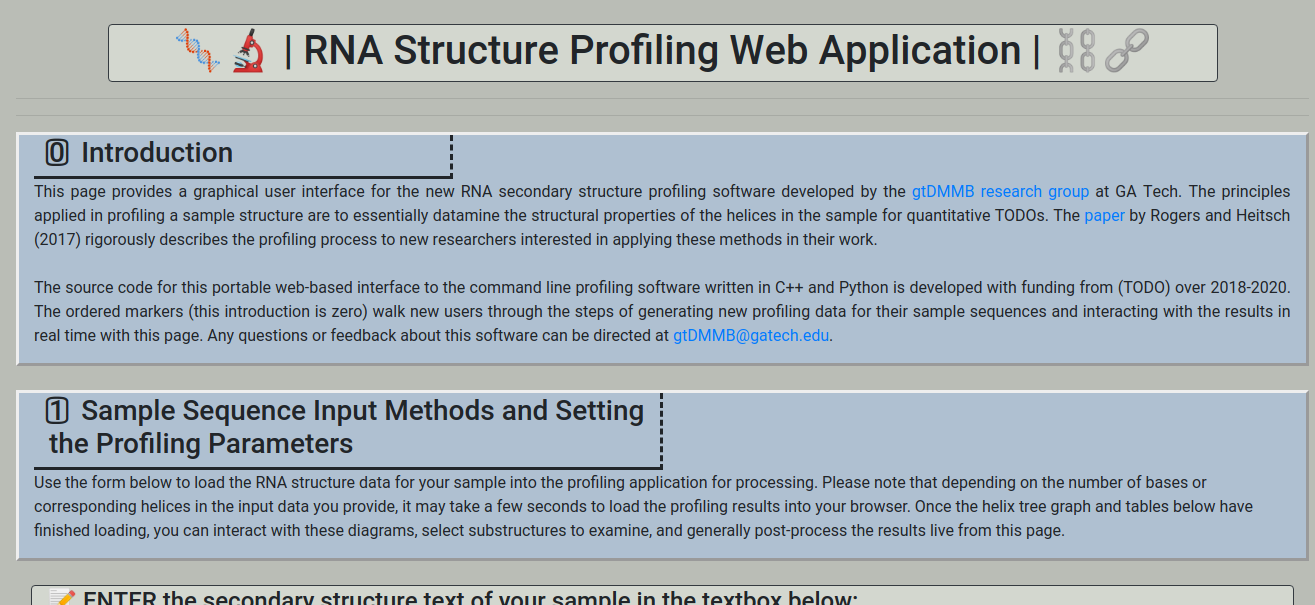 | RNA Structure Profiling Web Application |
0 Introduction
This page provides a graphical user interface for the new RNA secondary structure profiling software developed by the gtDMMB research group at GA Tech. The principles
applied in profiling a sample structure are to essentially datamine the structural properties of the helices in the sample for quantitative TODOs. The paper by Rogers and Heitsch
(2017) rigorously describes the profiling process to new researchers interested in applying these methods in their work.
The source code for this portable web-based interface to the command line profiling software written in C++ and Python is developed with funding from (TODO) over 2018-2020.
The ordered markers (this introduction is zero) walk new users through the steps of generating new profiling data for their sample sequences and interacting with the results in
real time with this page. Any questions or feedback about this software can be directed at gtDMMB@gatech.edu.
1 Sample Sequence Input Methods and Setting
the Profiling Parameters
Use the form below to load the RNA structure data for your sample into the profiling application for processing. Please note that depending on the number of bases or
corresponding helices in the input data you provide, it may take a few seconds to load the profiling results into your browser. Once the helix tree graph and tables below have
finished loading, you can interact with these diagrams, select substructures to examine, and generally post-process the results live from this page.
ENTER the secondary structure text of your sample in the textbox below: